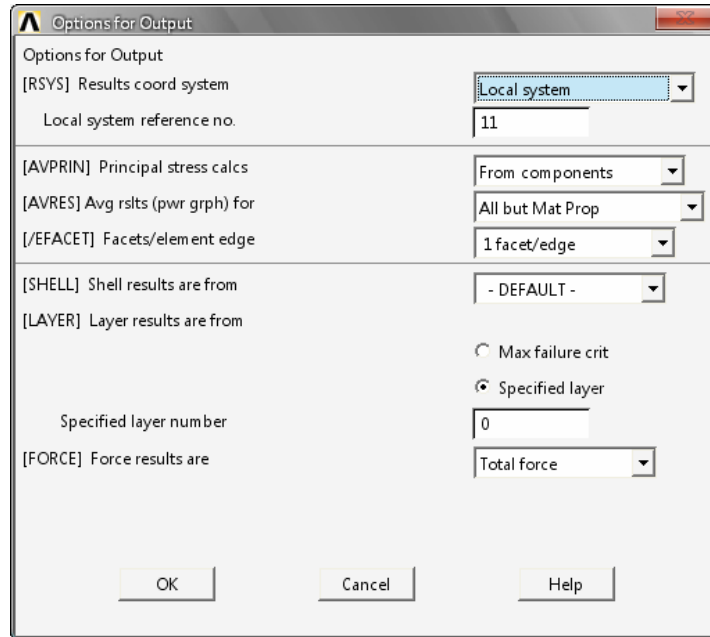 Options for Output
Options for Output
[RSYS] Results coord system Local system
Local system reference no. 11
[AVPRIN] Principal stress calcs From components
[AVRES] Avg rslts (pwr grph) for All but Mat Prop
[/EFACET] Facets/element edge 1 facet/edge
[SHELL] Shell results are from - DEFAULT -
[LAYER] Layer results are from
Max failure crit
Specified layer
Specified layer number 0
[FORCE] Force results are Total force
OK Cancel Help